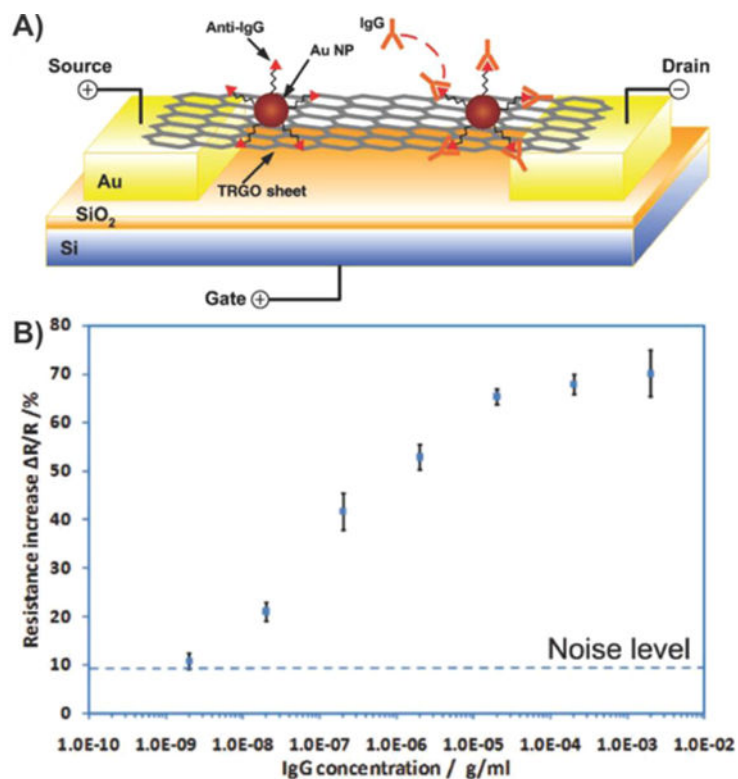 A)
Anti-IgG
IgG
Au NP
Source
Drain
+
−
Au
TRGO sheet
SiO₂
Si
Gate +
B)
80
70
60
50
40
30
20
10
0
Resistance increase ΔR/R /%
Noise level
1.0E-10 1.0E-09 1.0E-08 1.0E-07 1.0E-06 1.0E-05 1.0E-04 1.0E-03 1.0E-02
IgG concentration / g/ml